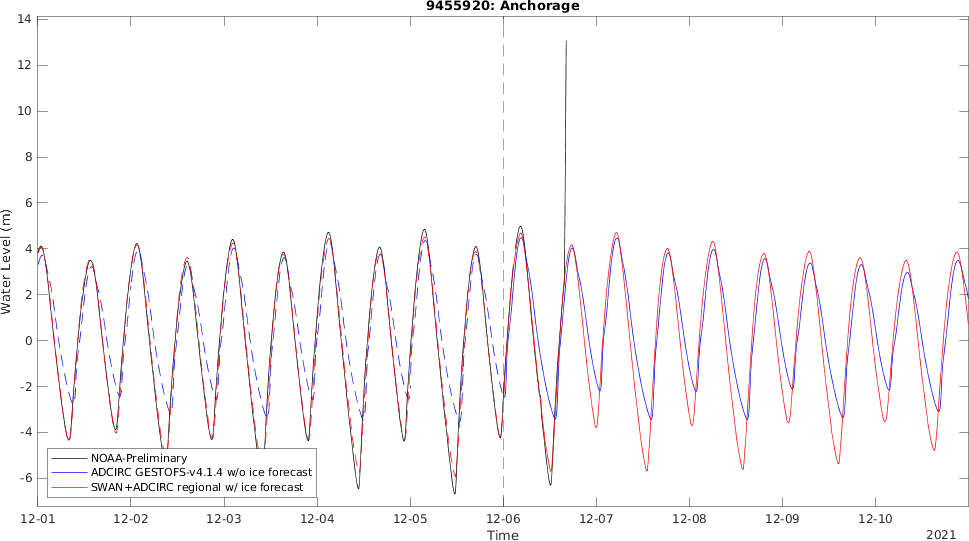 9455920: Anchorage
14
12
10
8
6
4
2
0
-2
-4
-6
Water Level (m)
NOAA-Preliminary
ADCIRC GESTOFS-v4.1.4 w/o ice forecast
SWAN+ADCIRC regional w/ ice forecast
12-01 12-02 12-03 12-04 12-05 12-06 12-07 12-08 12-09 12-10
Time
2021